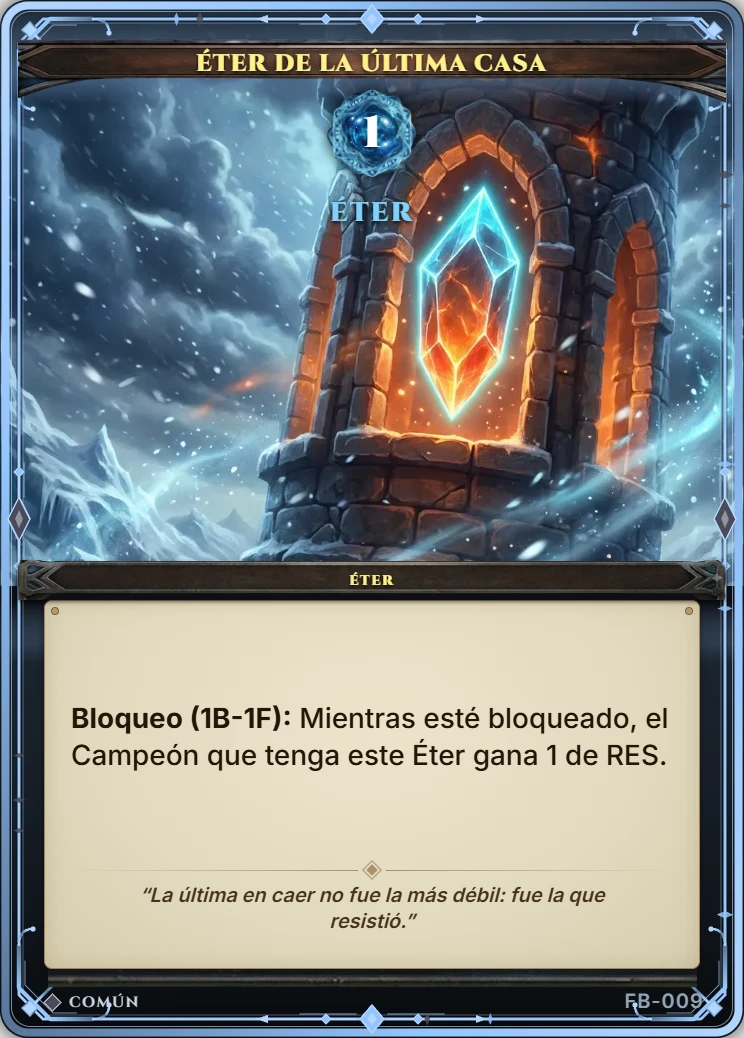 ÉTER DE LA ÚLTIMA CASA
1
ÉTER
ÉTER
Bloqueo (1B-1F): Mientras esté bloqueado, el
Campeón que tenga este Éter gana 1 de RES.
“La última en caer no fue la más débil: fue la que
resistió.”
COMÚN
FB-009